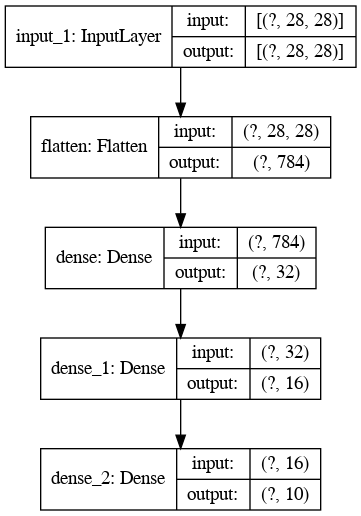 input_1: InputLayer
input: [(?, 28, 28)]
output: [(?, 28, 28)]
flatten: Flatten
input: (?, 28, 28)
output: (?, 784)
dense: Dense
input: (?, 784)
output: (?, 32)
dense_1: Dense
input: (?, 32)
output: (?, 16)
dense_2: Dense
input: (?, 16)
output: (?, 10)